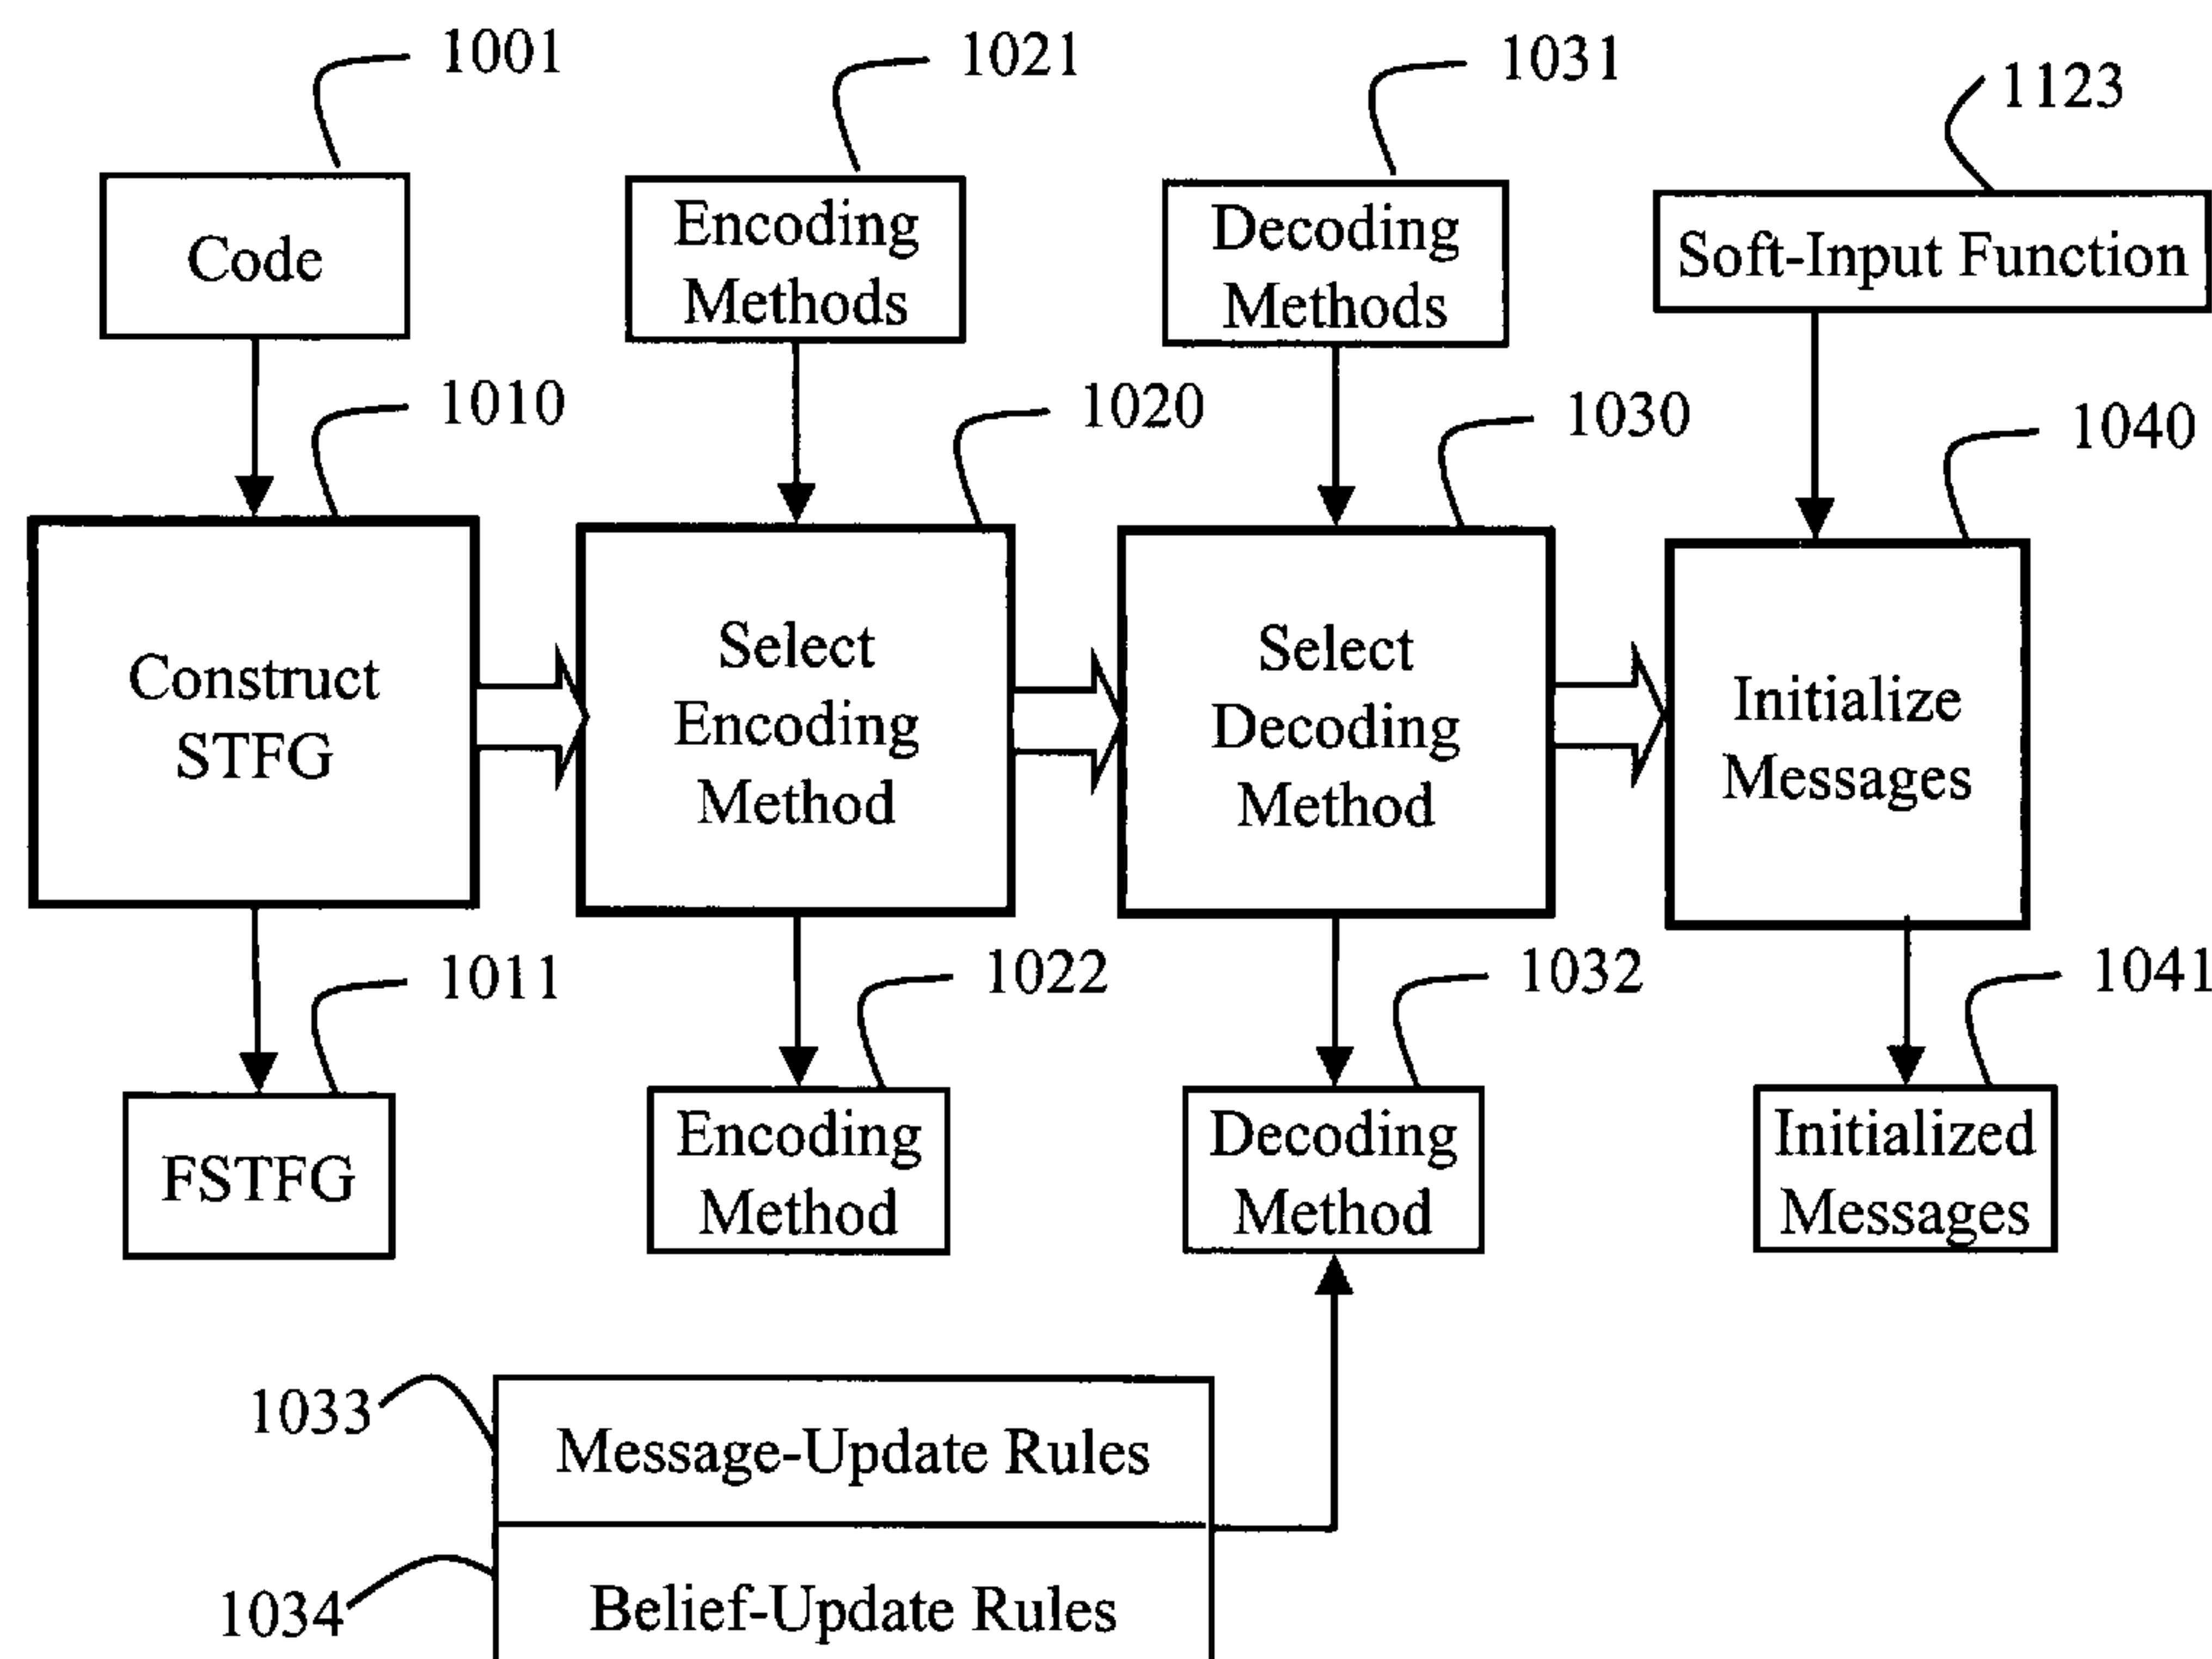 1001
1021
1031
1123
Code
Encoding
Methods
Decoding
Methods
Soft-Input Function
1010
1020
1030
1040
Construct
STFG
Select
Encoding
Method
Select
Decoding
Method
Initialize
Messages
1011
1022
1032
1041
FSTFG
Encoding
Method
Decoding
Method
Initialized
Messages
1033
Message-Update Rules
1034
Belief-Update Rules